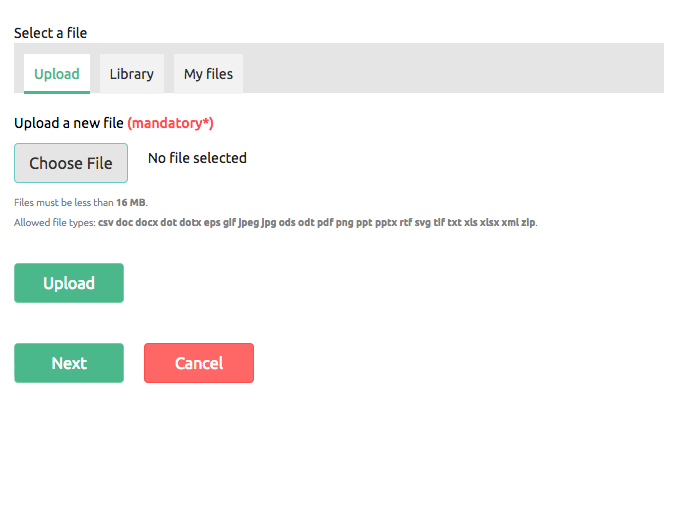 Select a file
Upload Library My files
Upload a new file (mandatory*)
Choose File No file selected
Files must be less than 16 MB.
Allowed file types: csv doc docx dot dotx eps gif jpeg jpg ods odt pdf png ppt pptx rtf svg tif txt xls xlsx xml zip.
Upload
Next Cancel